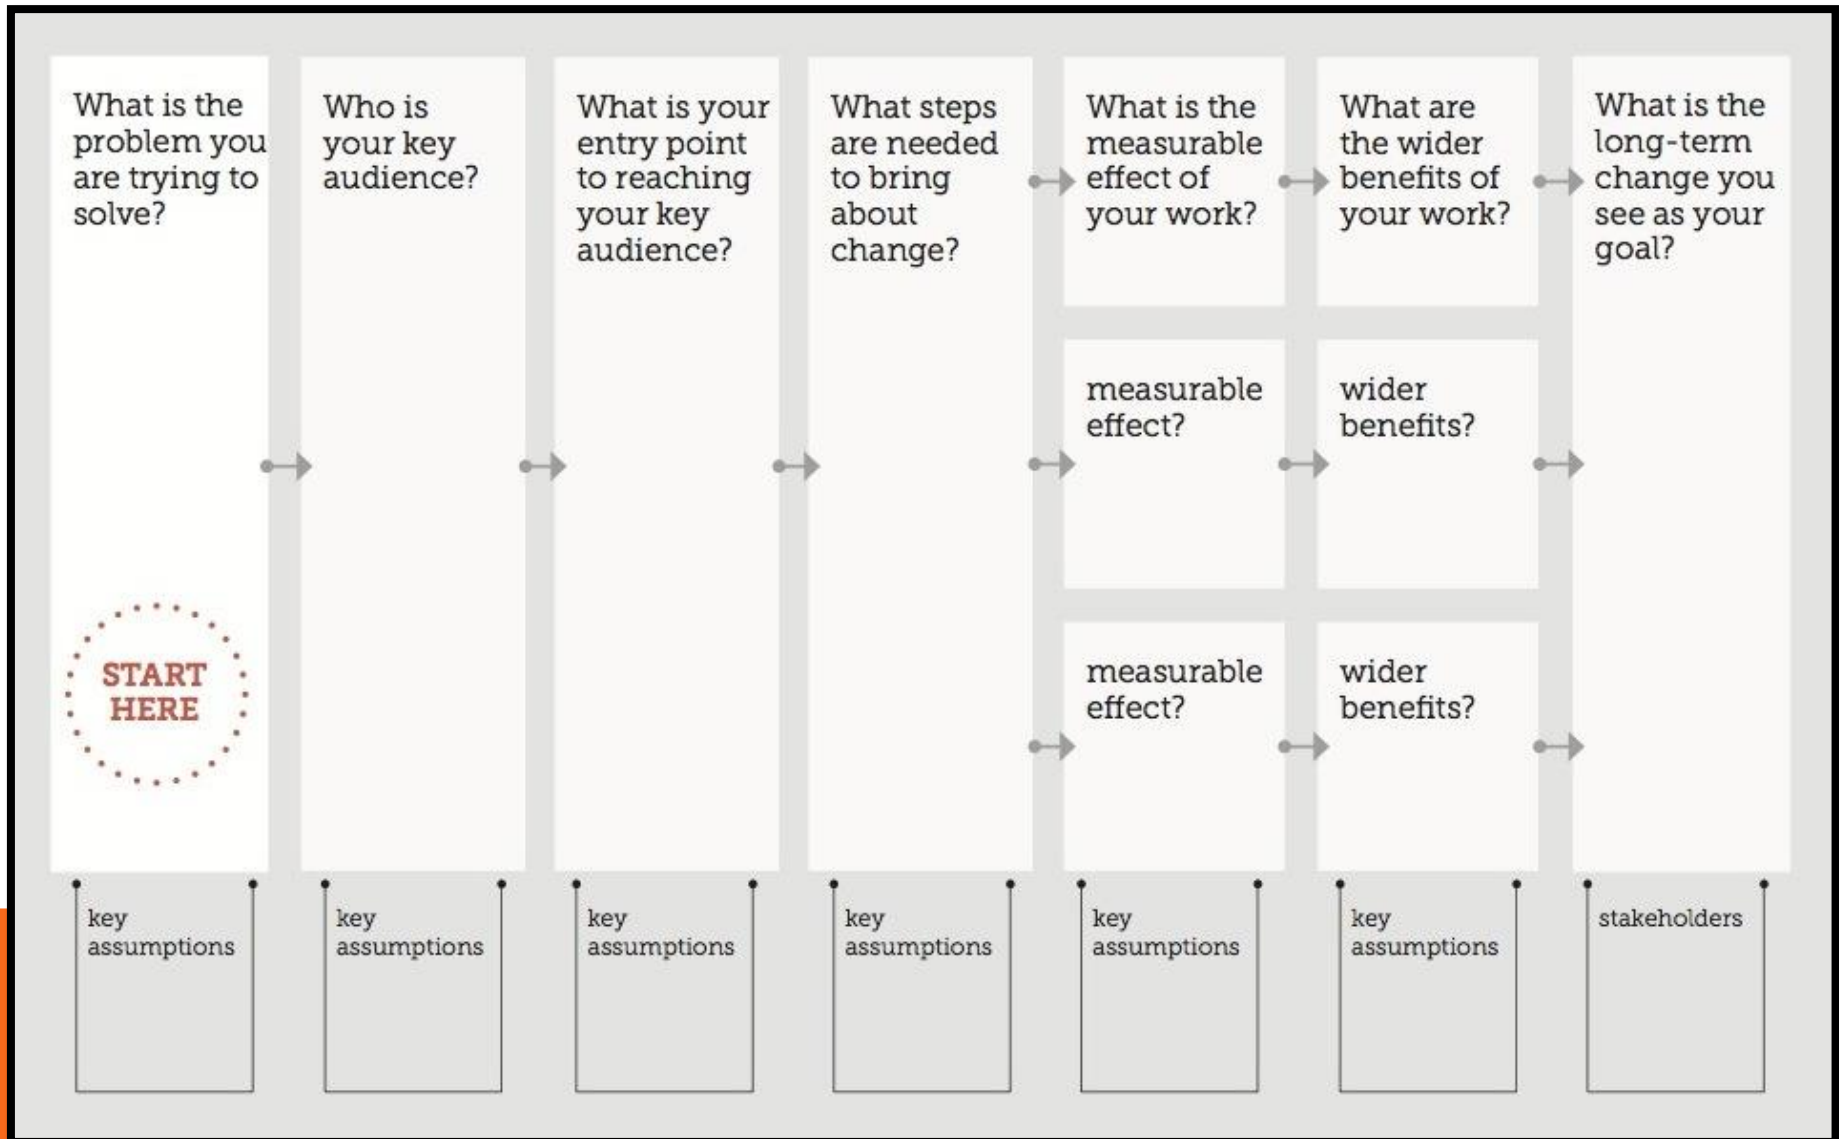 What is the
problem you
are trying to
solve?
START
HERE
key
assumptions
Who is
your key
audience?
key
assumptions
What is your
entry point
to reaching
your key
audience?
key
assumptions
What steps
are needed
to bring
about
change?
key
assumptions
What is the
measurable
effect of
your work?
measurable
effect?
measurable
effect?
key
assumptions
What are
the wider
benefits of
your work?
wider
benefits?
wider
benefits?
key
assumptions
What is the
long-term
change you
see as your
goal?
stakeholders